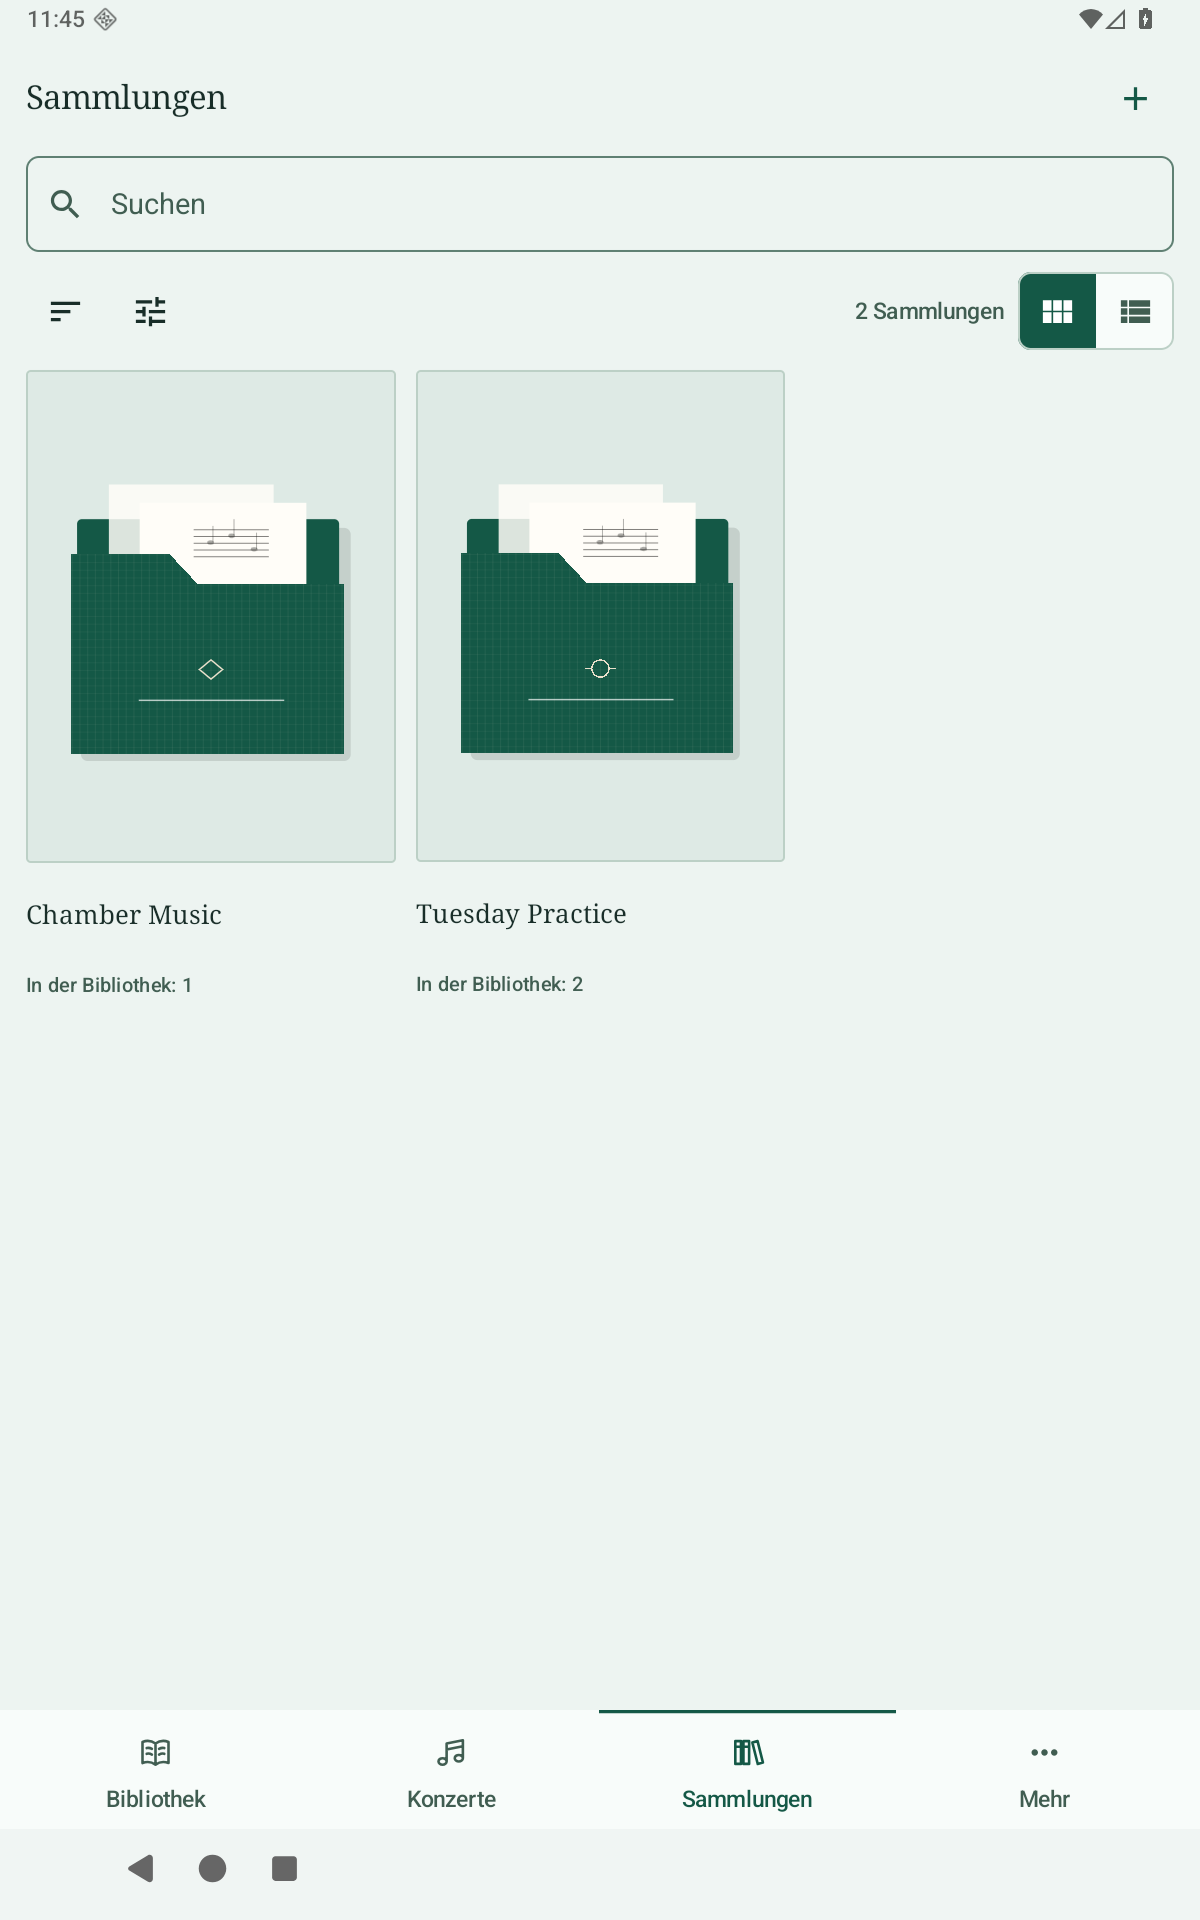 11:45
Sammlungen
Suchen
2 Sammlungen
Chamber Music
In der Bibliothek: 1
Tuesday Practice
In der Bibliothek: 2
Bibliothek
Konzerte
Sammlungen
Mehr